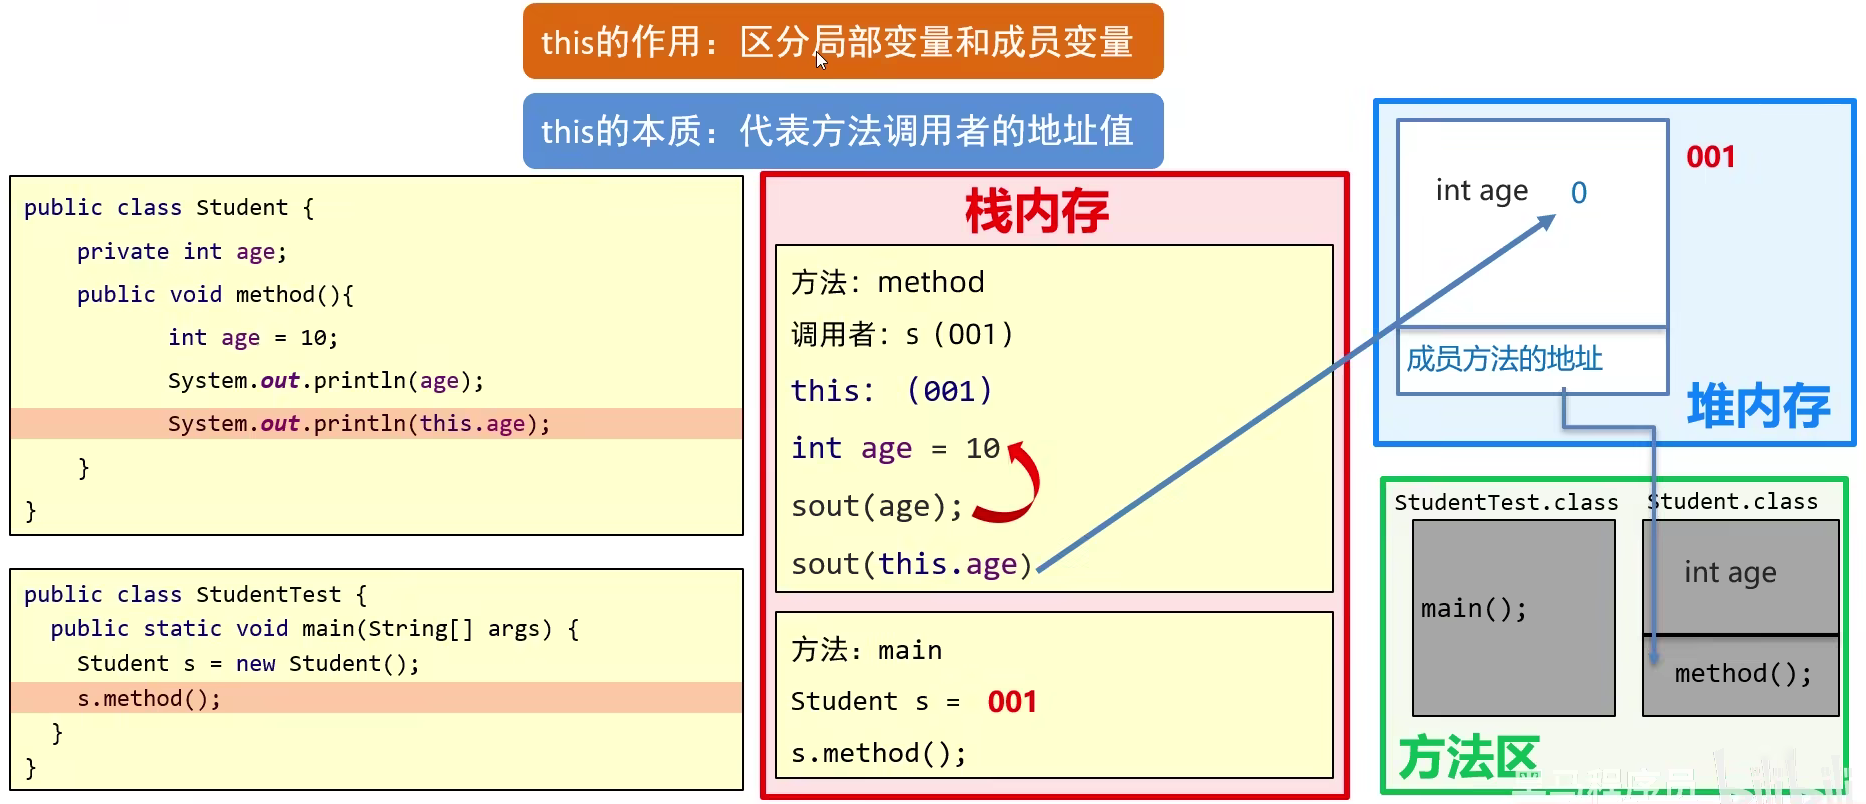 this的作用：区分局部变量和成员变量
this的本质：代表方法调用者的地址值
public class Student {
private int age;
public void method(){
int age = 10;
System.out.println(age);
System.out.println(this.age);
}
}
public class StudentTest {
public static void main(String[] args) {
Student s = new Student();
s.method();
}
}
栈内存
方法：method
调用者：s（001）
this：（001）
int age = 10
sout(age);
sout(this.age)
方法：main
Student s = 001
s.method();
001
int age 0
成员方法的地址
堆内存
StudentTest.class
main();
Student.class
int age
method();
方法区
黑马程序员
bilibili